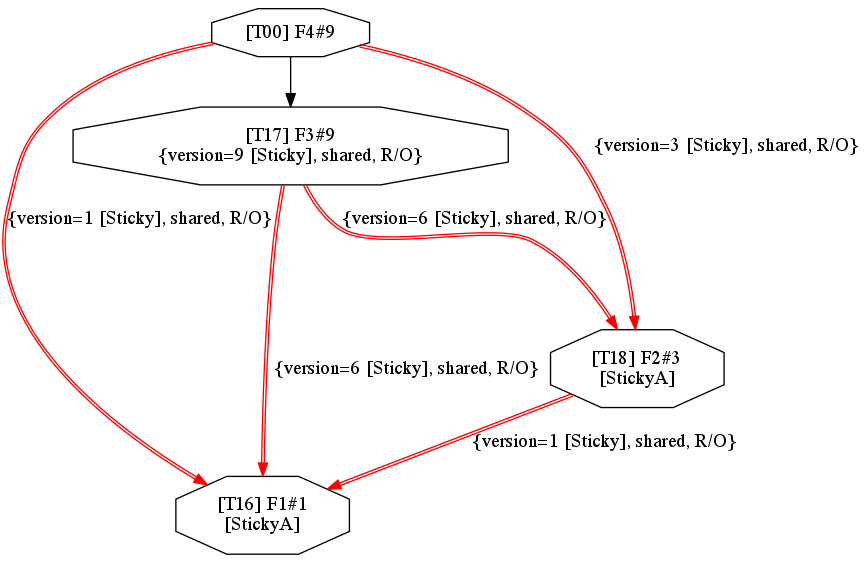 [T00] F4#9
{version=3 [Sticky], shared, R/O}
[T17] F3#9
{version=9 [Sticky], shared, R/O}
{version=1 [Sticky], shared, R/O}
{version=6 [Sticky], shared, R/O}
[T18] F2#3
[StickyA]
{version=6 [Sticky], shared, R/O}
{version=1 [Sticky], shared, R/O}
[T16] F1#1
[StickyA]